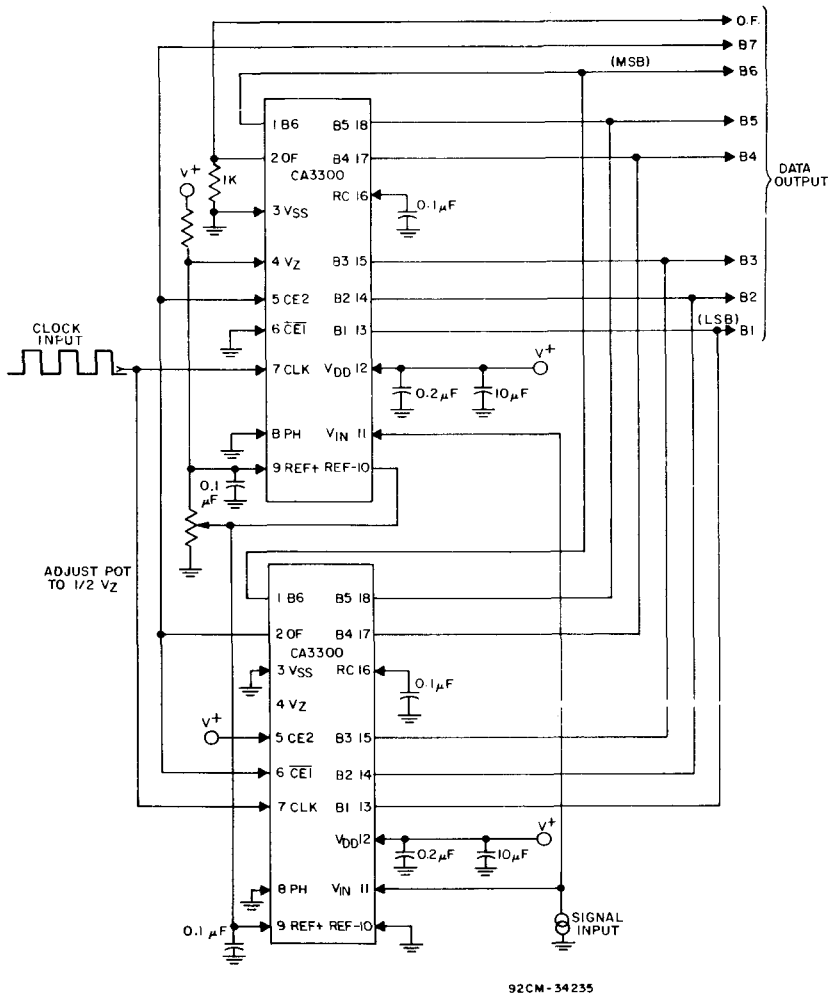 O.F.
B7
(MSB)
B6
1 B6 B5 18
B5
2 OF B4 17
B4
CA3300
DATA
OUTPUT
V+
1K
RC 16
0.1µF
3 VSS
4 VZ B3 15
B3
5 CE2 B2 14
B2
(LSB)
6 CE1 B1 13
B1
CLOCK
INPUT
7 CLK VDD 12
V+
0.2µF
10µF
8 PH VIN 11
9 REF+ REF-10
0.1
µF
ADJUST POT
TO 1/2 VZ
1 B6 B5 18
2 OF B4 17
CA3300
3 VSS RC 16
0.1µF
4 VZ
V+
5 CE2 B3 15
6 CE1 B2 14
7 CLK B1 13
VDD 12
V+
0.2µF
10µF
8 PH VIN 11
SIGNAL
INPUT
9 REF+ REF-10
0.1 µF
92CM-34235